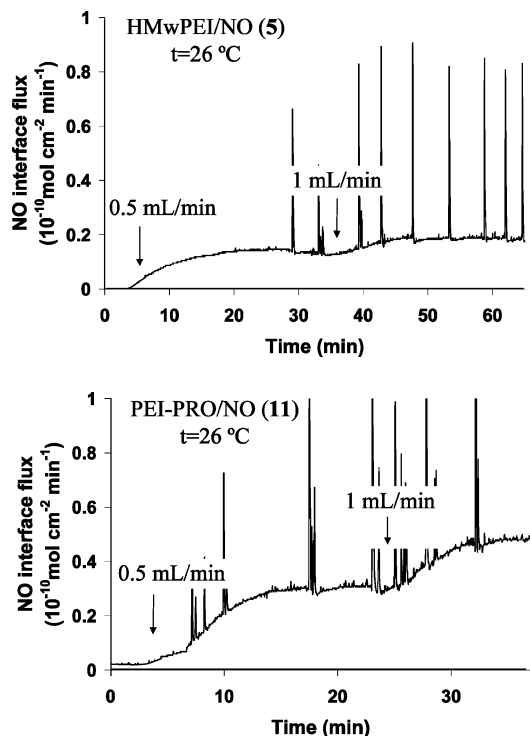 HMwPEI/NO (5)
t=26 ºC
NO interface flux
(10⁻¹⁰mol cm⁻² min⁻¹)
1
0.8
0.6
0.4
0.2
0
0.5 mL/min
1 mL/min
0 10 20 30 40 50 60
Time (min)
PEI-PRO/NO (11)
t=26 ºC
NO interface flux
(10⁻¹⁰mol cm⁻² min⁻¹)
1
0.8
0.6
0.4
0.2
0
0.5 mL/min
1 mL/min
0 10 20 30
Time (min)